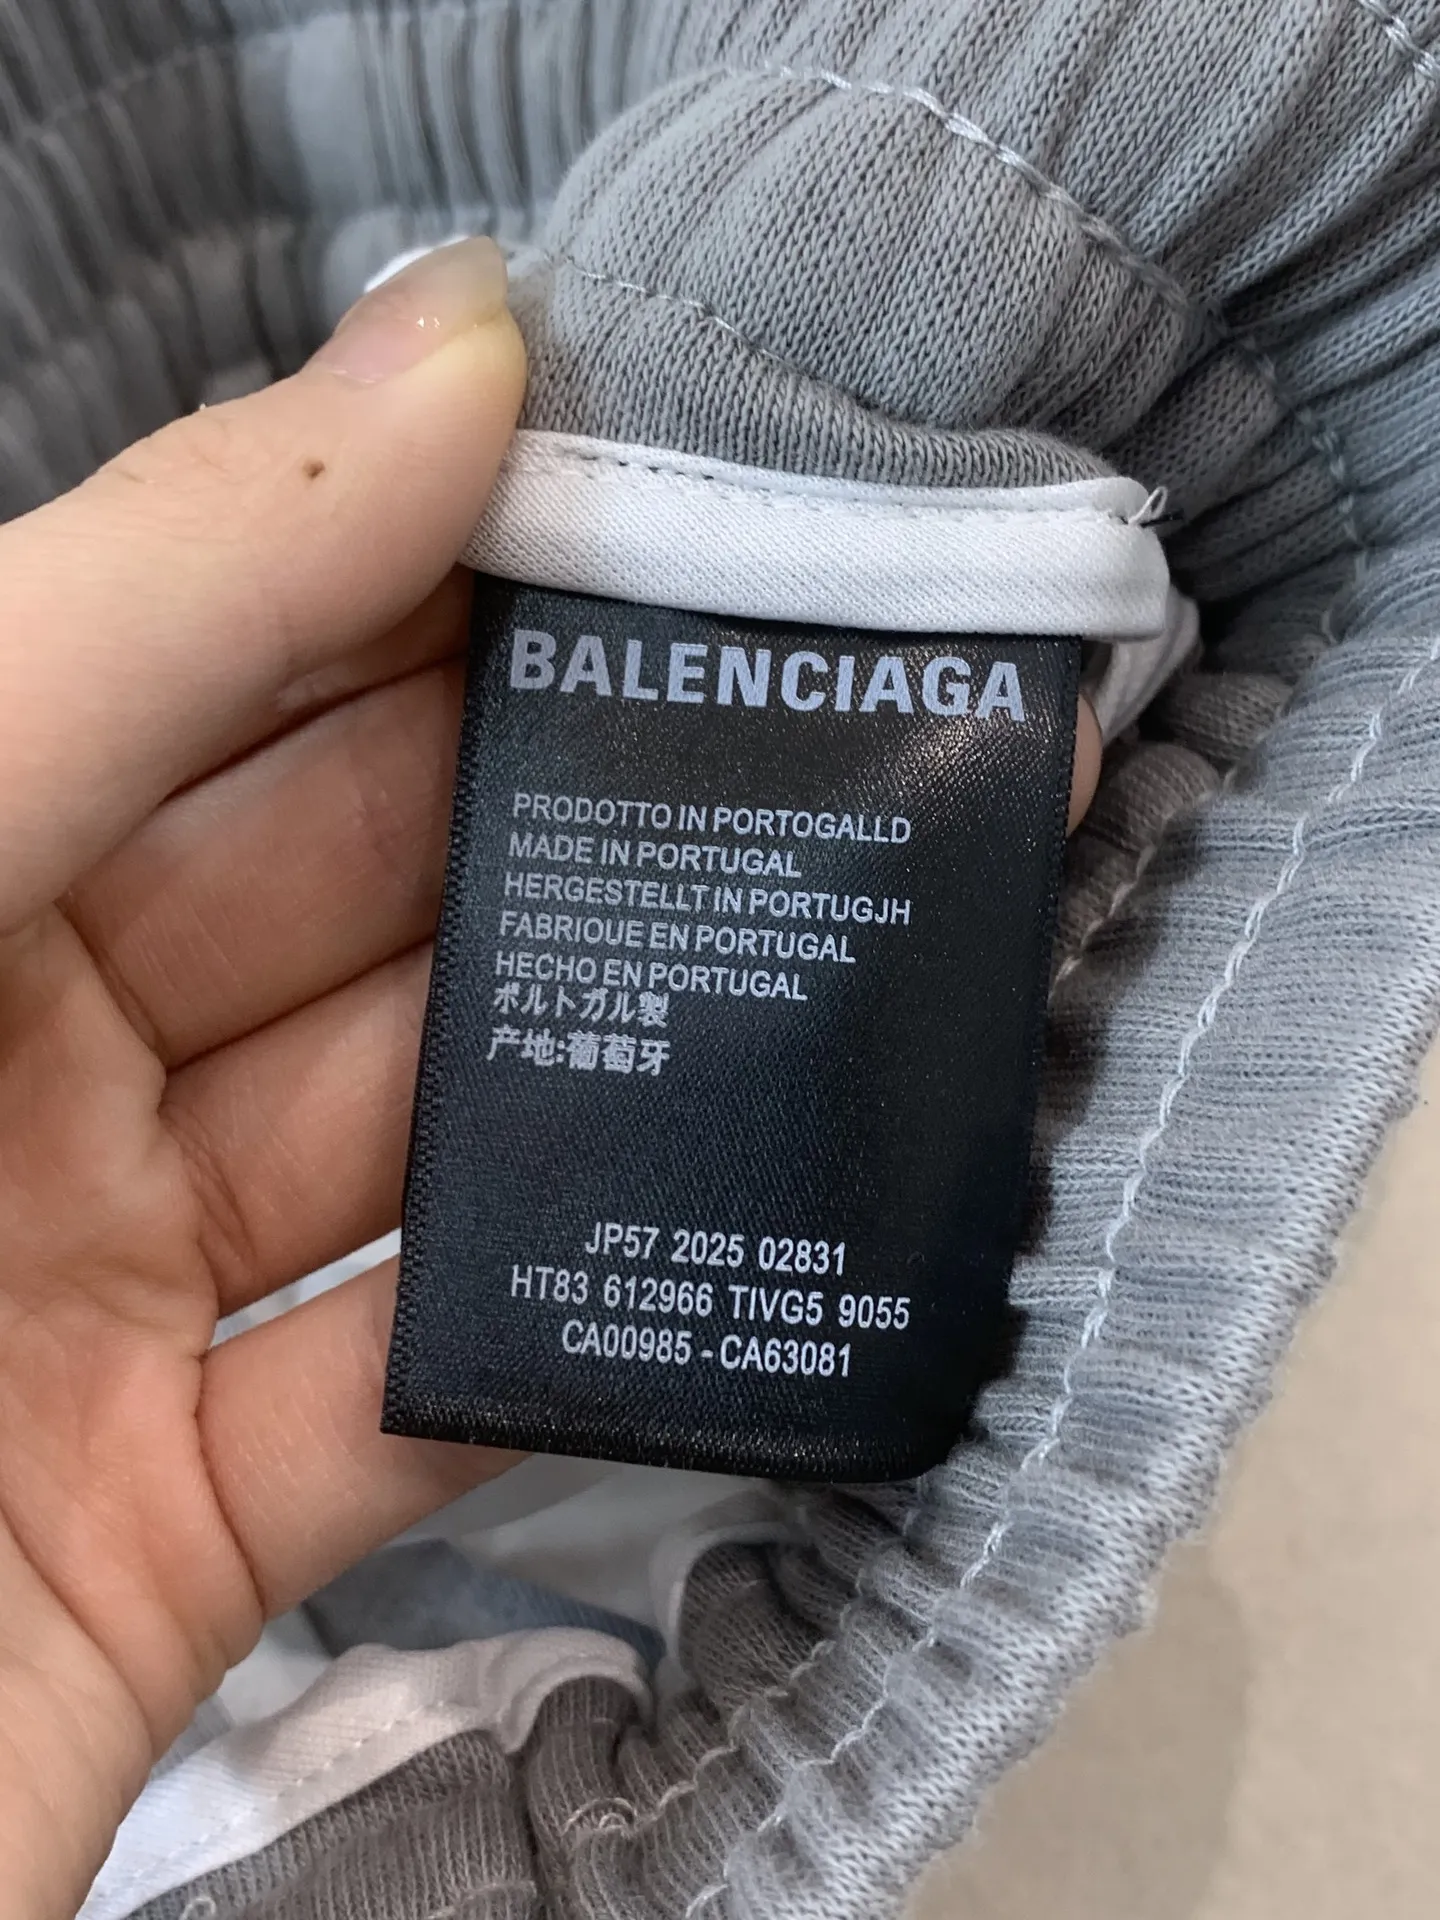 BALENCIAGA
PRODOTTO IN PORTOGALLD
MADE IN PORTUGAL
HERGESTELLT IN PORTUGJH
FABRIOUE EN PORTUGAL
HECHO EN PORTUGAL
ボルトガル製
产地:葡萄牙
JP57 2025 02831
HT83 612966 TIVG5 9055
CA00985 - CA63081